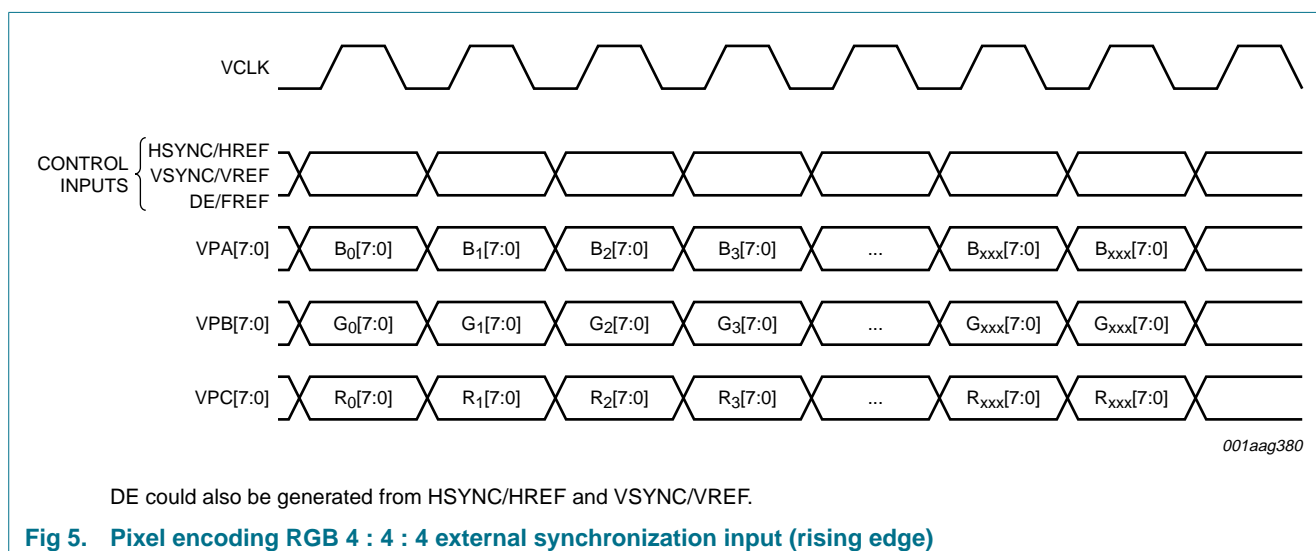 VCLK
CONTROL INPUTS
HSYNC/HREF
VSYNC/VREF
DE/FREF
VPA[7:0] B0[7:0] B1[7:0] B2[7:0] B3[7:0] ... Bxxx[7:0] Bxxx[7:0]
VPB[7:0] G0[7:0] G1[7:0] G2[7:0] G3[7:0] ... Gxxx[7:0] Gxxx[7:0]
VPC[7:0] R0[7:0] R1[7:0] R2[7:0] R3[7:0] ... Rxxx[7:0] Rxxx[7:0]
001aag380
DE could also be generated from HSYNC/HREF and VSYNC/VREF.
Fig 5. Pixel encoding RGB 4 : 4 : 4 external synchronization input (rising edge)